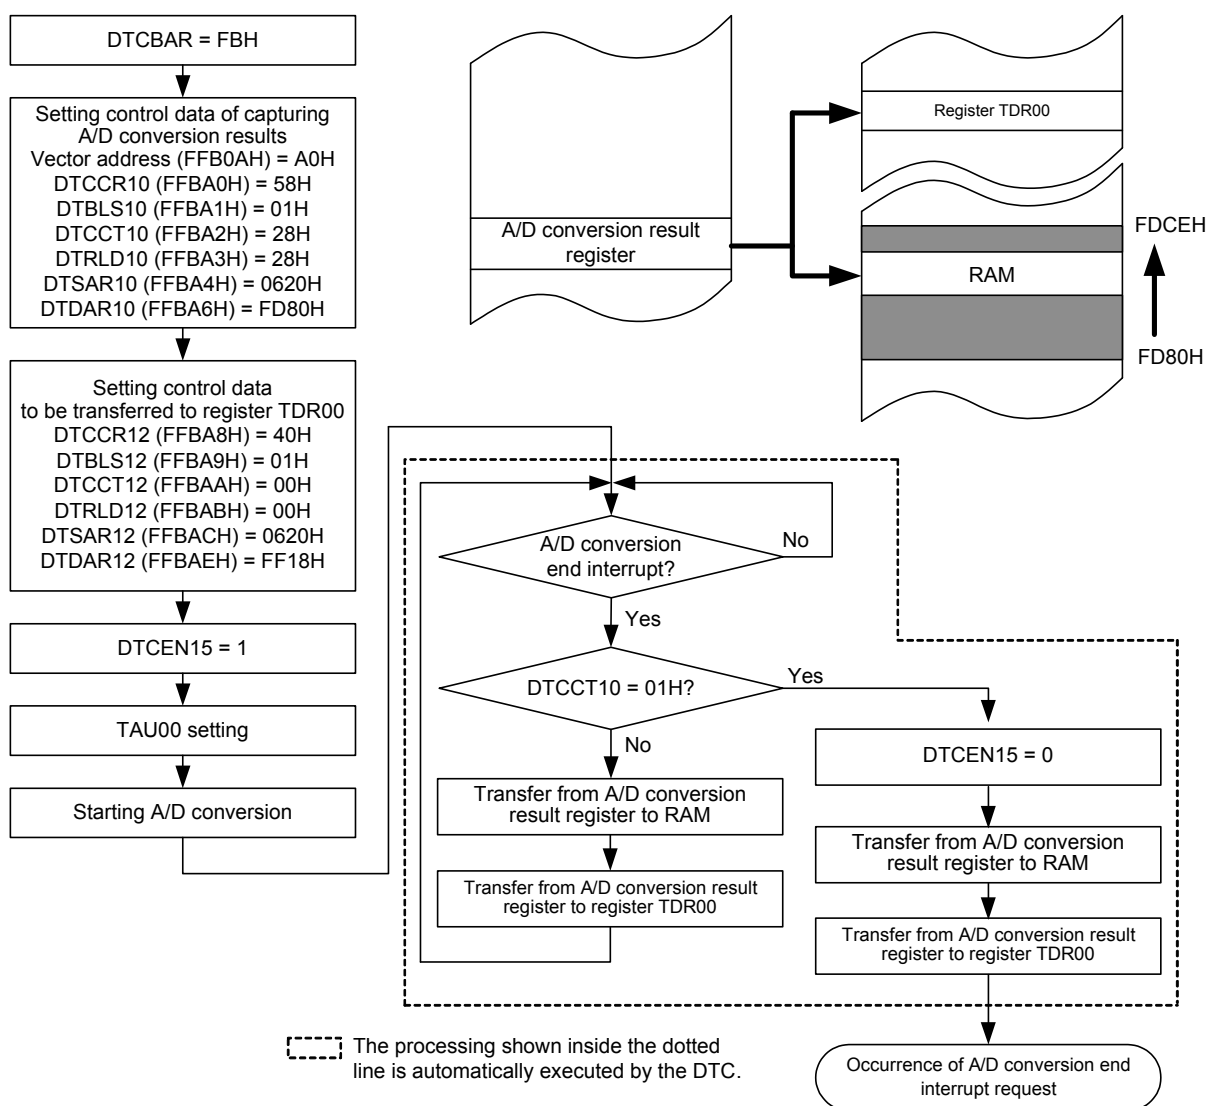 DTCBAR = FBH
Setting control data of capturing
A/D conversion results
Vector address (FFB0AH) = A0H
DTCCR10 (FFBA0H) = 58H
DTBLS10 (FFBA1H) = 01H
DTCCT10 (FFBA2H) = 28H
DTRLD10 (FFBA3H) = 28H
DTSAR10 (FFBA4H) = 0620H
DTDAR10 (FFBA6H) = FD80H
Setting control data
to be transferred to register TDR00
DTCCR12 (FFBA8H) = 40H
DTBLS12 (FFBA9H) = 01H
DTCCT12 (FFBAAH) = 00H
DTRLD12 (FFBABH) = 00H
DTSAR12 (FFBACH) = 0620H
DTDAR12 (FFBAEH) = FF18H
DTCEN15 = 1
TAU00 setting
Starting A/D conversion
A/D conversion result
register
Register TDR00
RAM
FDCEH
FD80H
A/D conversion
end interrupt?
No
Yes
DTCCT10 = 01H?
Yes
No
Transfer from A/D conversion
result register to RAM
Transfer from A/D conversion result
register to register TDR00
DTCEN15 = 0
Transfer from A/D conversion
result register to RAM
Transfer from A/D conversion result
register to register TDR00
Occurrence of A/D conversion end
interrupt request
The processing shown inside the dotted
line is automatically executed by the DTC.